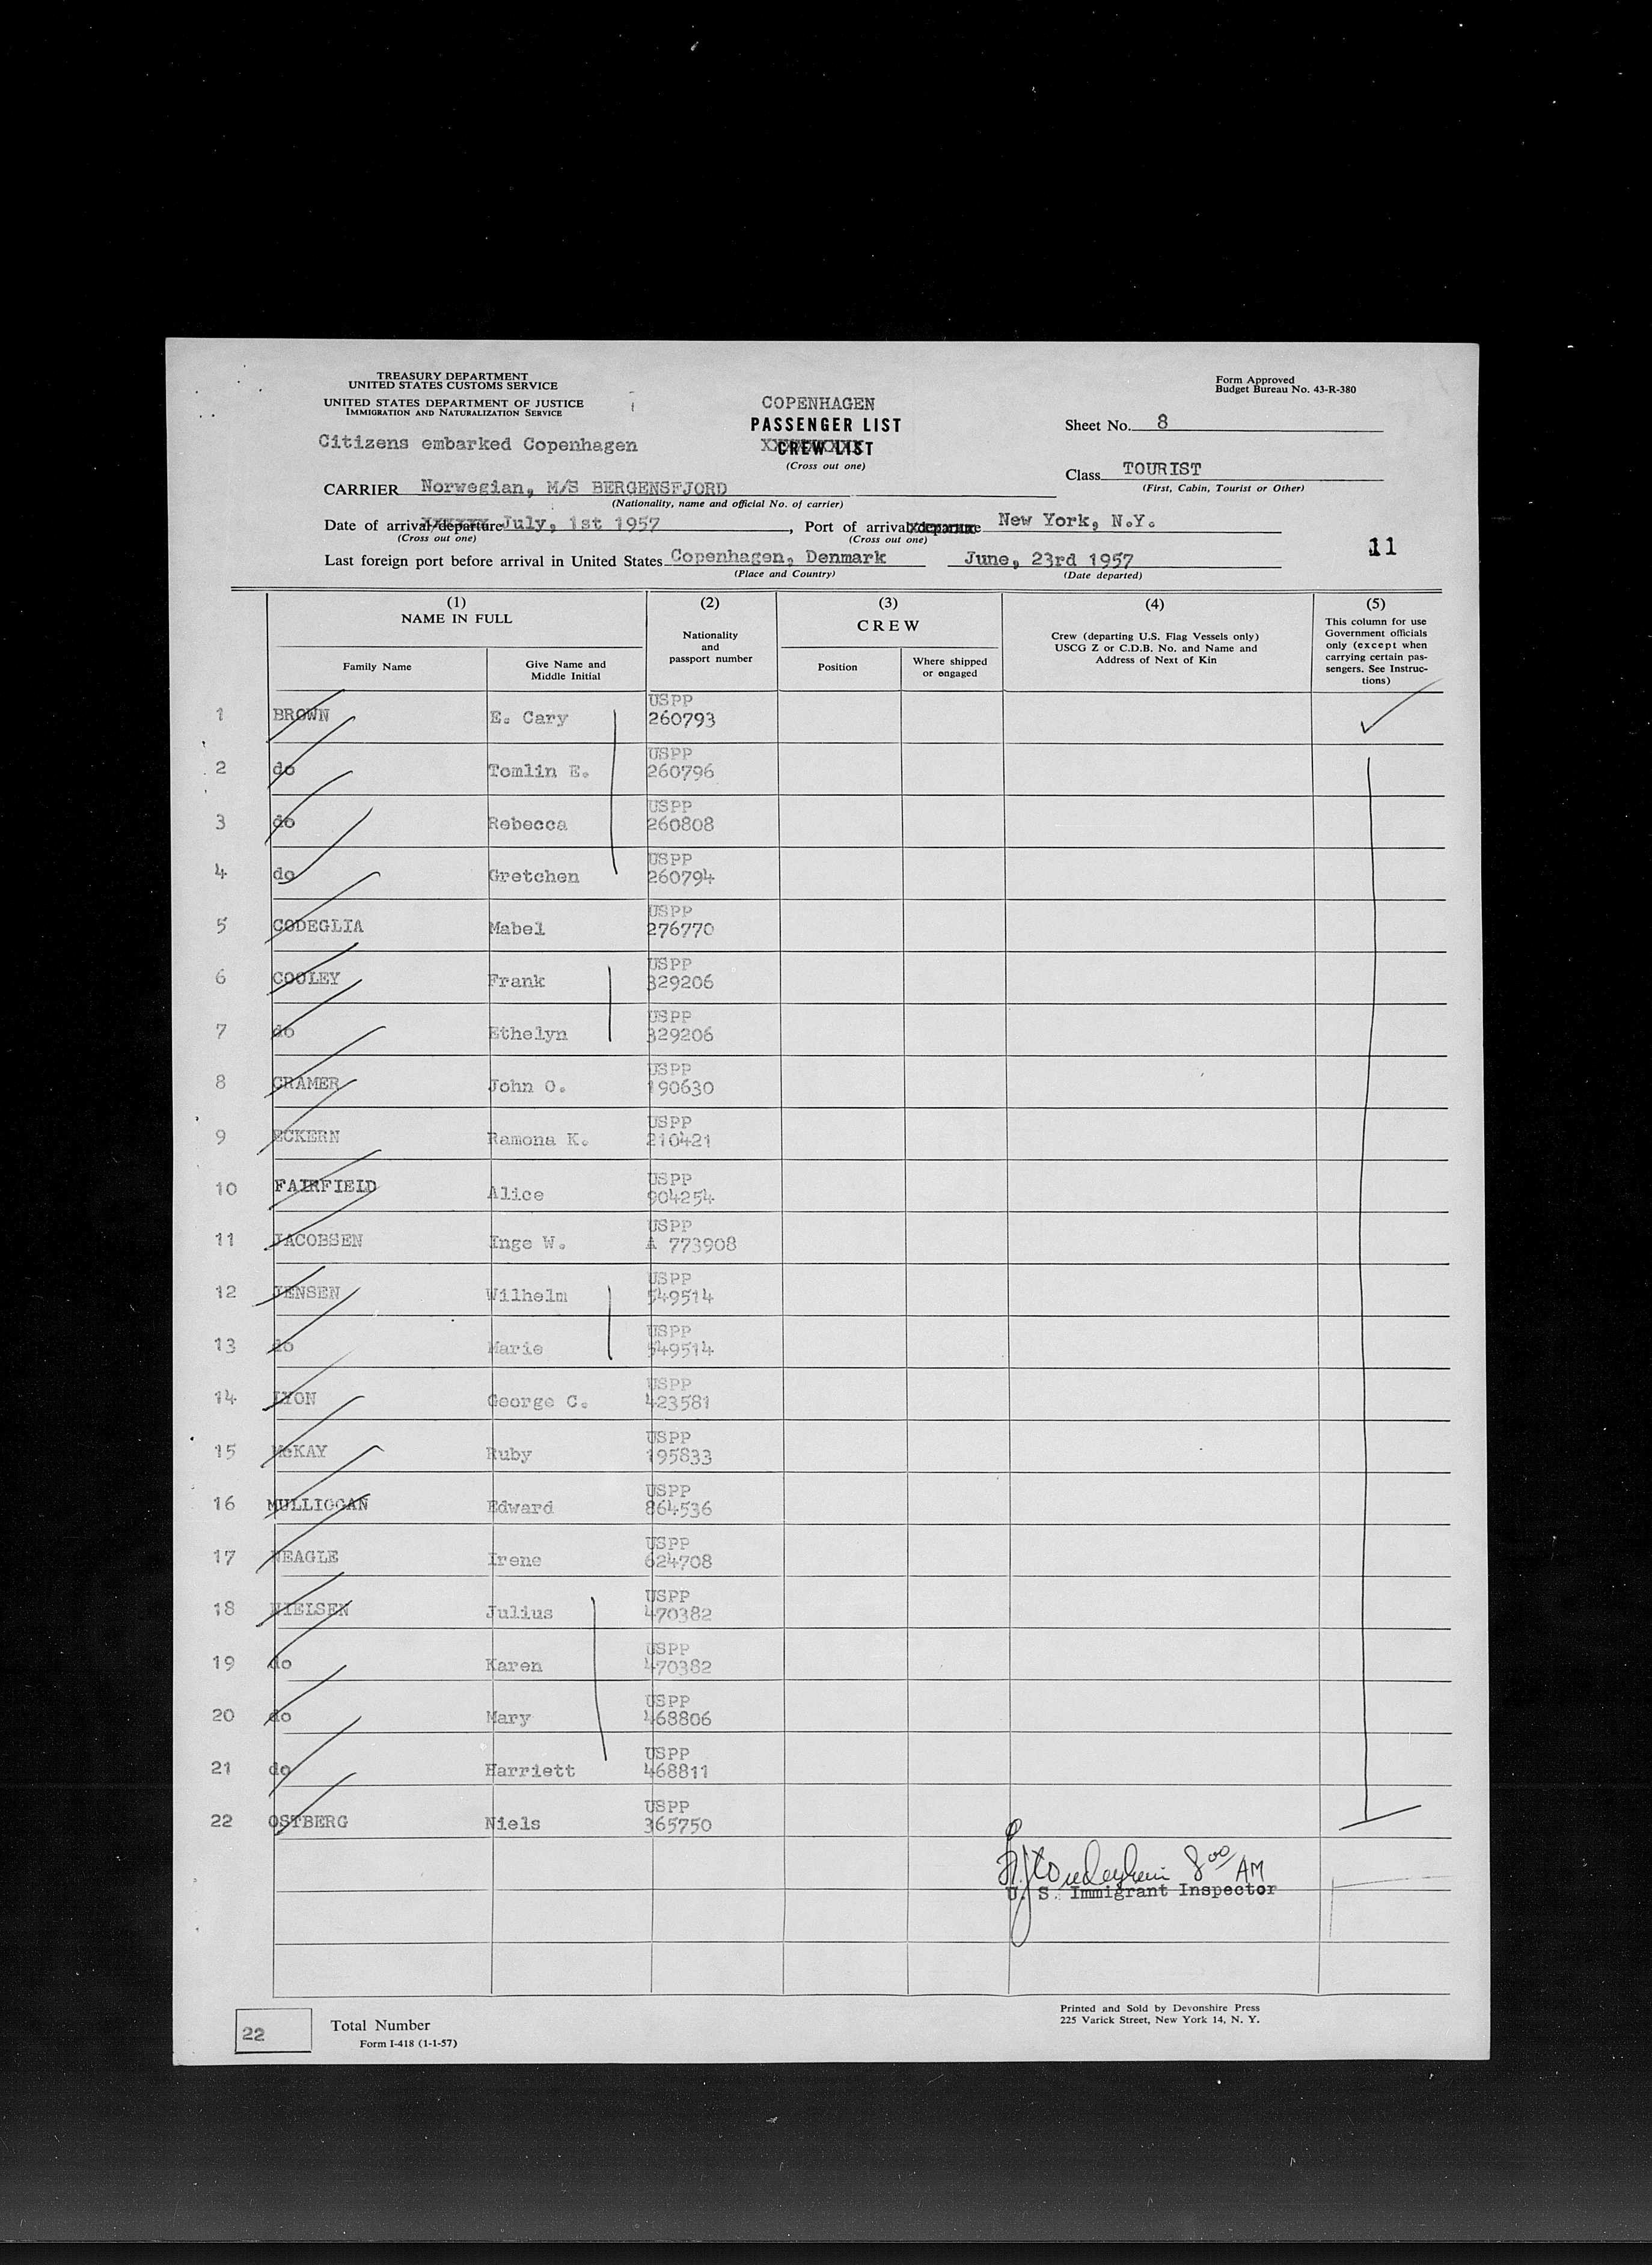 TREASURY DEPARTMENT
UNITED STATES CUSTOMS SERVICE
UNITED STATES DEPARTMENT OF JUSTICE
IMMIGRATION AND NATURALIZATION SERVICE
Form Approved
Budget Bureau No. 43-R-380
COPENHAGEN
PASSENGER LIST
CREW LIST
(Cross out one)
Citizens embarked Copenhagen
Sheet No. 8
Class TOURIST
(First, Cabin, Tourist or Other)
CARRIER Norwegian, M/S BERGENSFJORD
(Nationality, name and official No. of carrier)
Date of arrival/departure July, 1st 1957, Port of arrival/departure New York, N.Y.
(Cross out one) (Cross out one)
11
Last foreign port before arrival in United States Copenhagen, Denmark June, 23rd 1957
(Place and Country) (Date departed)
(1) NAME IN FULL
Family Name
Give Name and Middle Initial
(2)
Nationality and passport number
(3) CREW
Position
Where shipped or engaged
(4)
Crew (departing U.S. Flag Vessels only)
USCG Z or C.D.B. No. and Name and
Address of Next of Kin
(5)
This column for use
Government officials
only (except when
carrying certain pas-
sengers. See Instruc-
tions)
1 BROWN E. Cary USPP 260793
2 do Tomlin E. USPP 260796
3 do Rebecca USPP 260808
4 do Gretchen USPP 260794
5 CODEGLIA Mabel USPP 276770
6 COOLEY Frank USPP 329206
7 do Ethelyn USPP 329206
8 CRAMER John O. USPP 190630
9 ECKERN Ramona K. USPP 210421
10 FAIRFIELD Alice USPP 904254
11 JACOBSEN Inge W. USPP A 773908
12 JENSEN Wilhelm USPP 549514
13 do Marie USPP 549514
14 LYON George C. USPP 423581
15 McKAY Ruby USPP 195833
16 MULLIGGAN Edward USPP 864536
17 NEAGLE Irene USPP 624708
18 NIELSEN Julius USPP 470382
19 do Karen USPP 470382
20 do Mary USPP 468806
21 do Harriett USPP 468811
22 OSTBERG Niels USPP 365750
8 00 AM
U. S. Immigrant Inspector
22 Total Number
Form I-418 (1-1-57)
Printed and Sold by Devonshire Press
225 Varick Street, New York 14, N. Y.